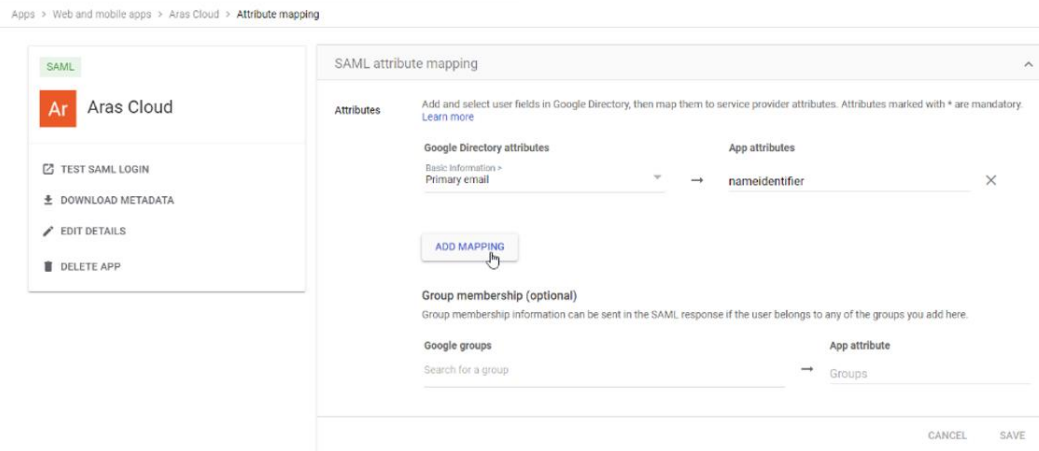 Apps > Web and mobile apps > Aras Cloud > Attribute mapping
SAML
Ar Aras Cloud
TEST SAML LOGIN
DOWNLOAD METADATA
EDIT DETAILS
DELETE APP
SAML attribute mapping
Attributes
Add and select user fields in Google Directory, then map them to service provider attributes. Attributes marked with * are mandatory.
Learn more
Google Directory attributes App attributes
Basic Information >
Primary email → nameidentifier
ADD MAPPING
Group membership (optional)
Group membership information can be sent in the SAML response if the user belongs to any of the groups you add here.
Google groups App attribute
Search for a group → Groups
CANCEL SAVE